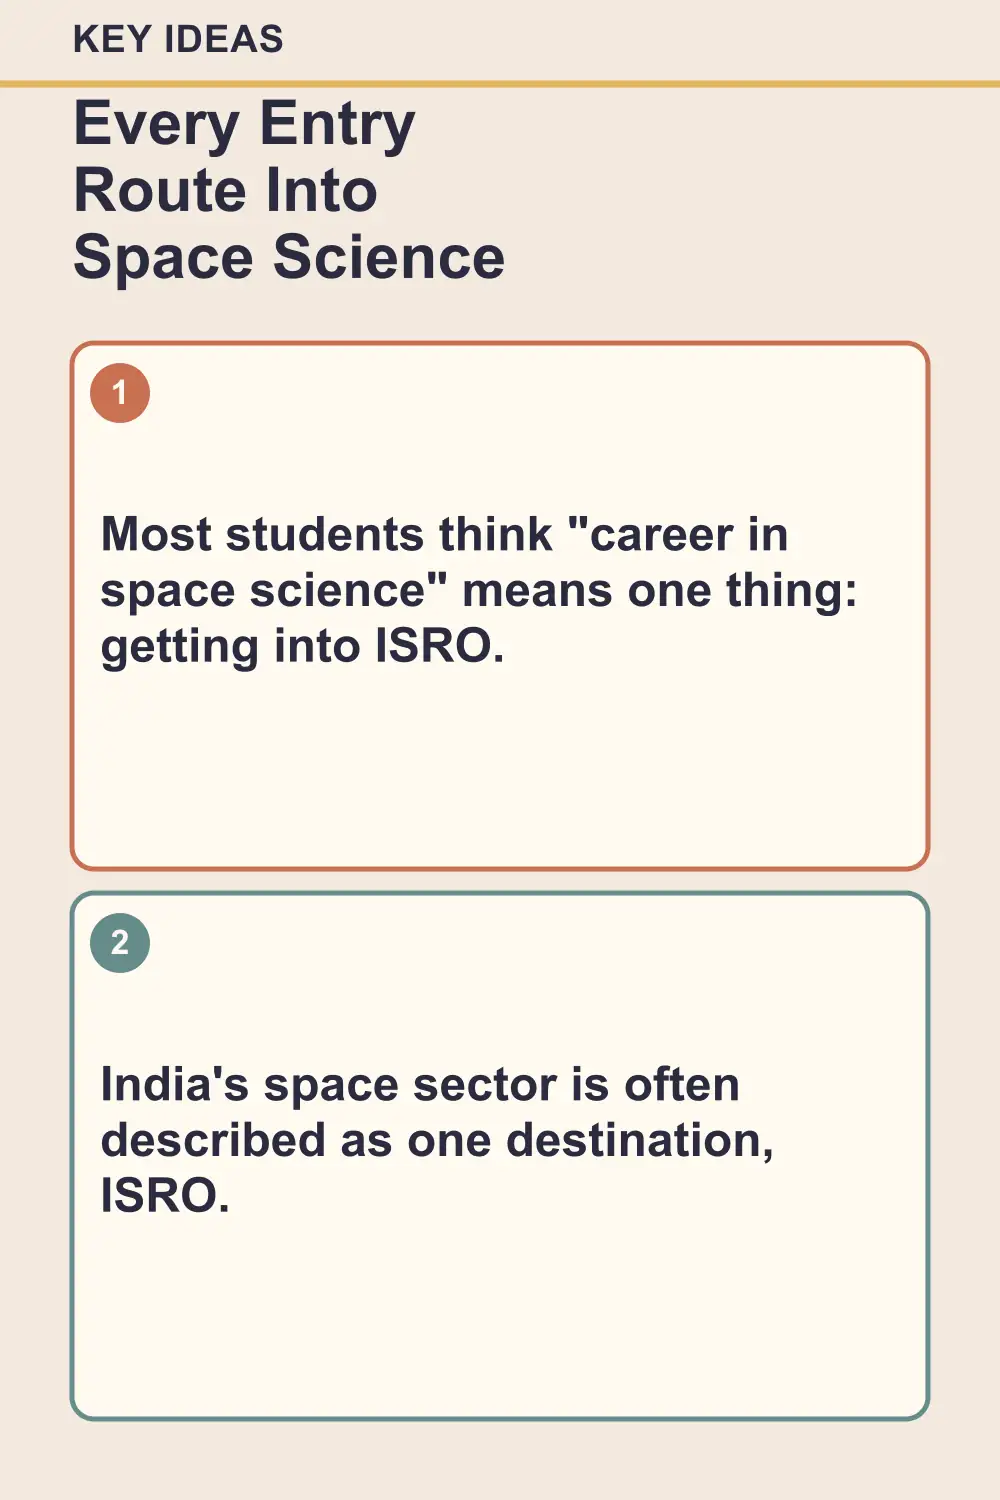 KEY IDEAS
Every Entry
Route Into
Space Science
1
Most students think "career in
space science" means one thing:
getting into ISRO.
2
India's space sector is often
described as one destination,
ISRO.